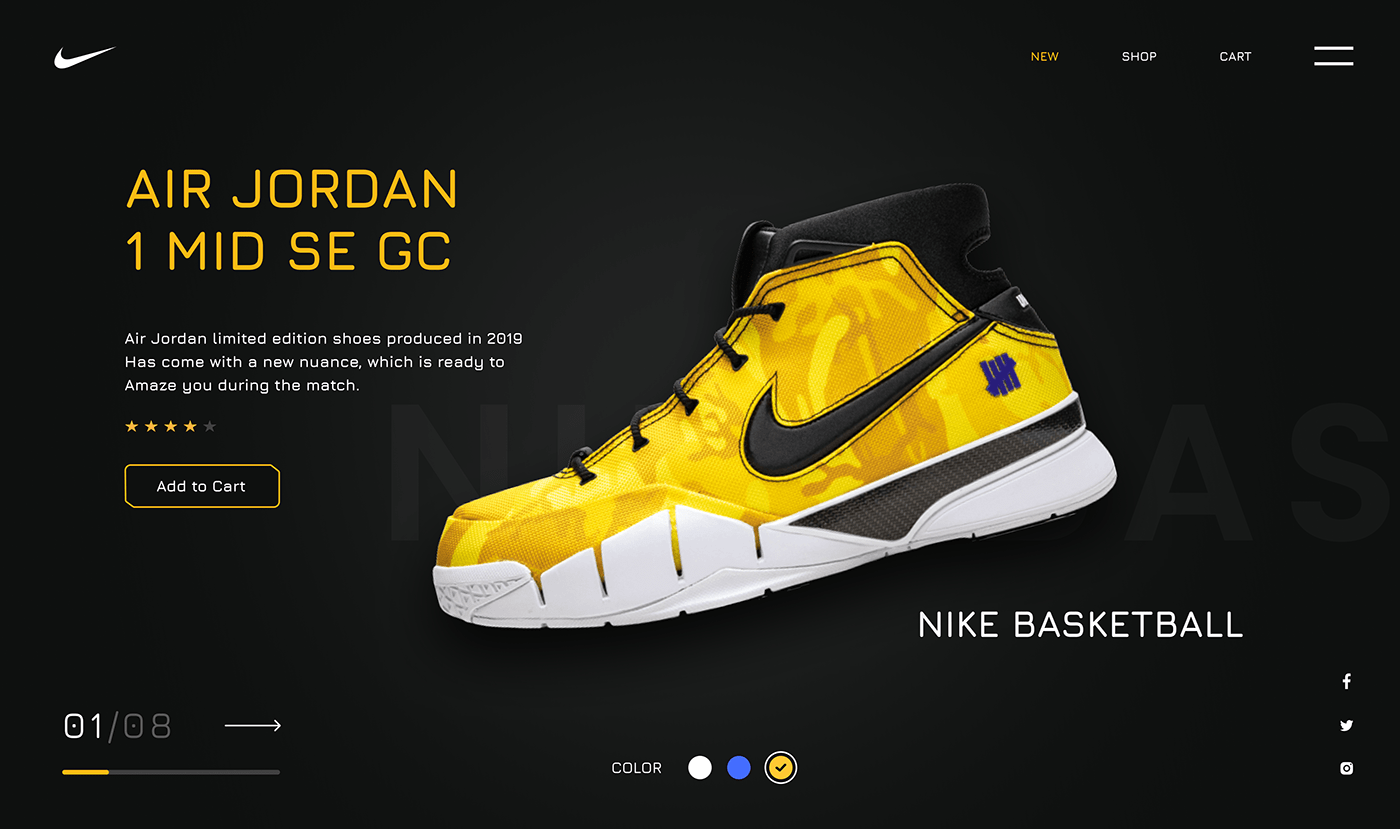 NEW SHOP CART
AIR JORDAN
1 MID SE GC
Air Jordan limited edition shoes produced in 2019
Has come with a new nuance, which is ready to
Amaze you during the match.
Add to Cart
NIKE BASKETBALL
01/08
COLOR